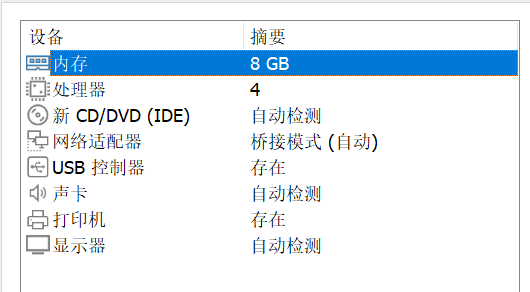 设备 摘要
内存 8 GB
处理器 4
新 CD/DVD (IDE) 自动检测
网络适配器 桥接模式 (自动)
USB 控制器 存在
声卡 自动检测
打印机 存在
显示器 自动检测